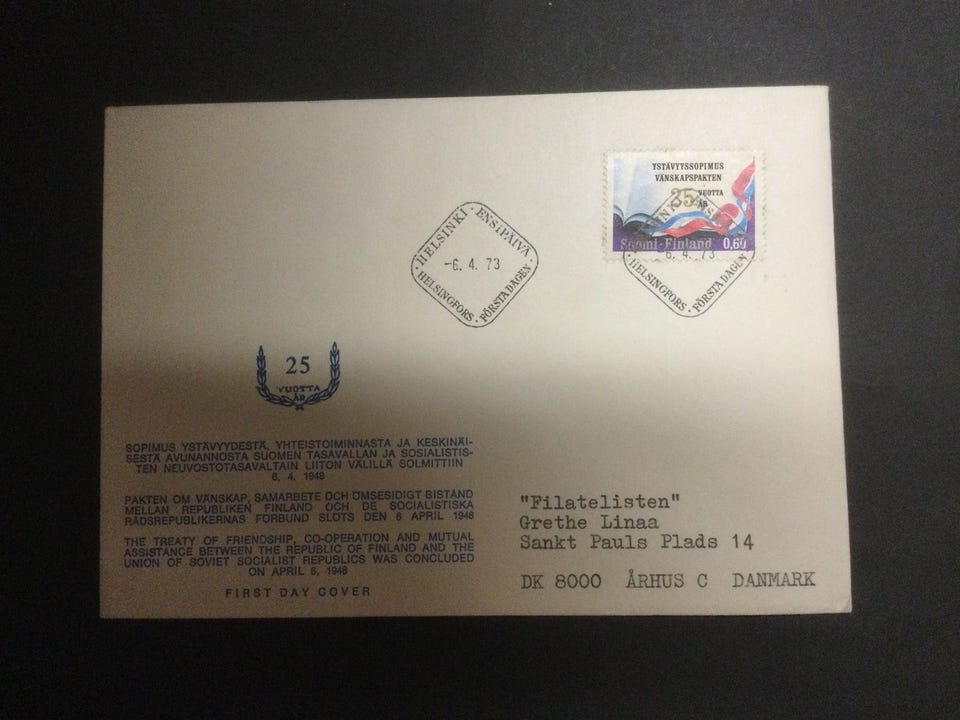 YSTÄVYYSSOPIMUS
VÄNSKAPSPAKTEN
35 VUOTTA
ÅR
Suomi-Finland 0,60
HELSINKI · ENSIPÄIVÄ
-6. 4. 73
HELSINGFORS · FÖRSTA DAGEN
HELSINKI · ENSIPÄIVÄ
-6. 4. 73
HELSINGFORS · FÖRSTA DAGEN
25
VUOTTA
ÅR
SOPIMUS YSTÄVYYDESTÄ, YHTEISTOIMINNASTA JA KESKINÄI-
SESTÄ AVUNANNOSTA SUOMEN TASAVALLAN JA SOSIALISTIS-
TEN NEUVOSTOTASAVALTAIN LIITON VÄLILLÄ SOLMITTIIN
6. 4. 1948
PAKTEN OM VÄNSKAP, SAMARBETE OCH ÖMSESIDIGT BISTÅND
MELLAN REPUBLIKEN FINLAND OCH DE SOCIALISTISKA
RÅDSREPUBLIKERNAS FÖRBUND SLÖTS DEN 6 APRIL 1948
THE TREATY OF FRIENDSHIP, CO-OPERATION AND MUTUAL
ASSISTANCE BETWEEN THE REPUBLIC OF FINLAND AND THE
UNION OF SOVIET SOCIALIST REPUBLICS WAS CONCLUDED
ON APRIL 6, 1948
FIRST DAY COVER
"Filatelisten"
Grethe Linaa
Sankt Pauls Plads 14
DK 8000 ÅRHUS C DANMARK